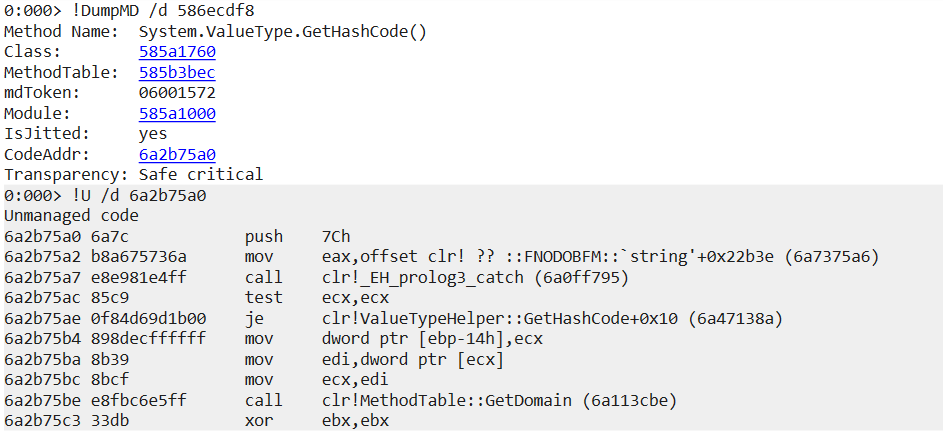 0:000> !DumpMD /d 586ecdf8
Method Name:  System.ValueType.GetHashCode()
Class:        585a1760
MethodTable:  585b3bec
mdToken:      06001572
Module:       585a1000
IsJitted:     yes
CodeAddr:     6a2b75a0
Transparency: Safe critical
0:000> !U /d 6a2b75a0
Unmanaged code
6a2b75a0 6a7c            push    7Ch
6a2b75a2 b8a675736a      mov     eax,offset clr! ?? ::FNODOBFM::`string'+0x22b3e (6a7375a6)
6a2b75a7 e8e981e4ff      call    clr!_EH_prolog3_catch (6a0ff795)
6a2b75ac 85c9            test    ecx,ecx
6a2b75ae 0f84d69d1b00    je      clr!ValueTypeHelper::GetHashCode+0x10 (6a47138a)
6a2b75b4 898decffffff    mov     dword ptr [ebp-14h],ecx
6a2b75ba 8b39            mov     edi,dword ptr [ecx]
6a2b75bc 8bcf            mov     ecx,edi
6a2b75be e8fbc6e5ff      call    clr!MethodTable::GetDomain (6a113cbe)
6a2b75c3 33db            xor     ebx,ebx